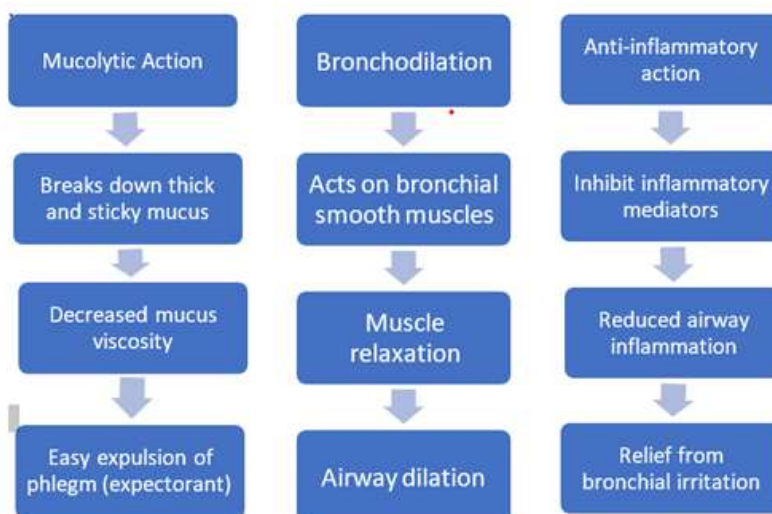 Mucolytic Action
Breaks down thick
and sticky mucus
Decreased mucus
viscosity
Easy expulsion of
phlegm (expectorant)
Bronchodilation
Acts on bronchial
smooth muscles
Muscle
relaxation
Airway dilation
Anti-inflammatory
action
Inhibit inflammatory
mediators
Reduced airway
inflammation
Relief from
bronchial irritation